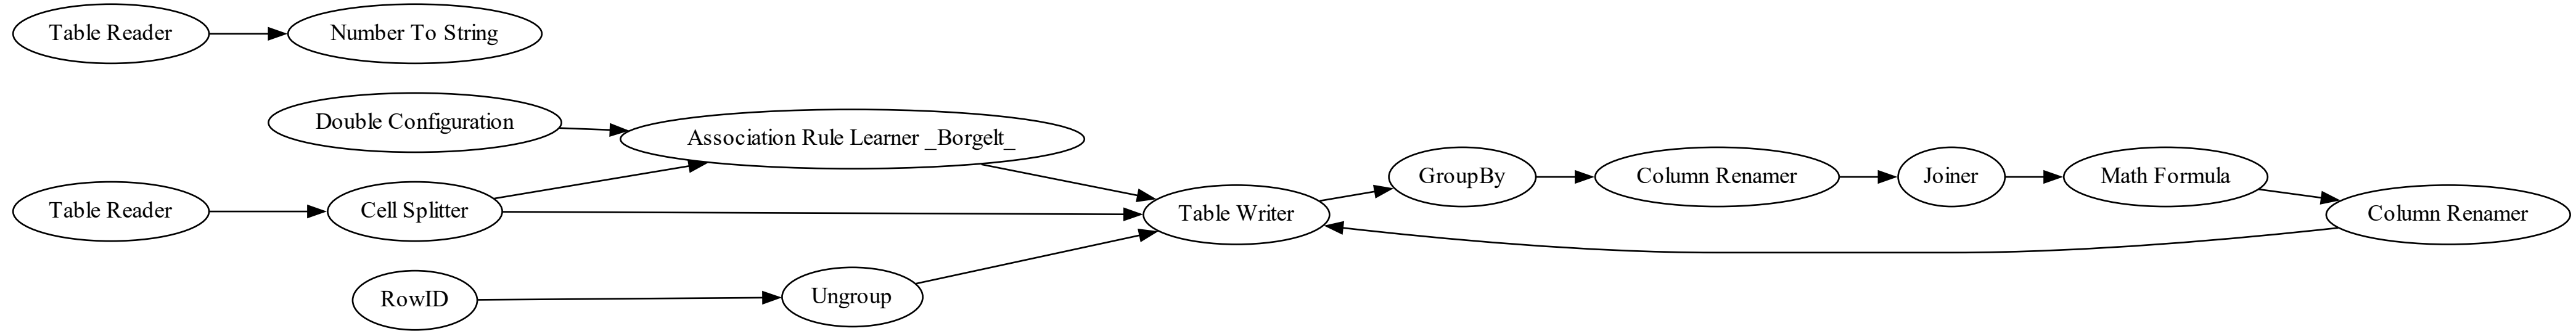 Table Reader
Number To String
Double Configuration
Association Rule Learner _Borgelt_
Table Reader
Cell Splitter
Table Writer
GroupBy
Column Renamer
Joiner
Math Formula
Column Renamer
RowID
Ungroup